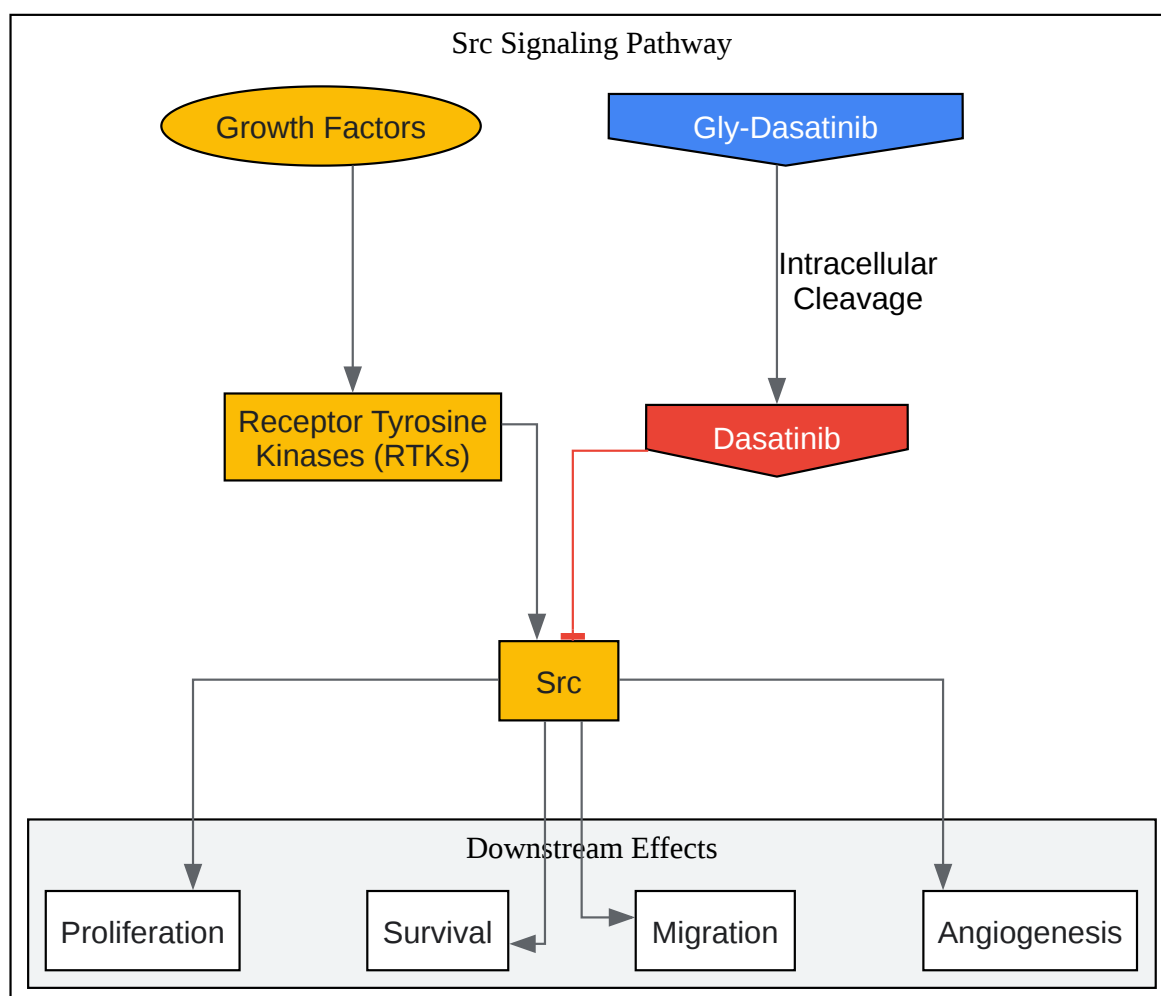 Src Signaling Pathway
Growth Factors
Gly-Dasatinib
Intracellular
Cleavage
Receptor Tyrosine
Kinases (RTKs)
Dasatinib
Src
Downstream Effects
Proliferation
Survival
Migration
Angiogenesis